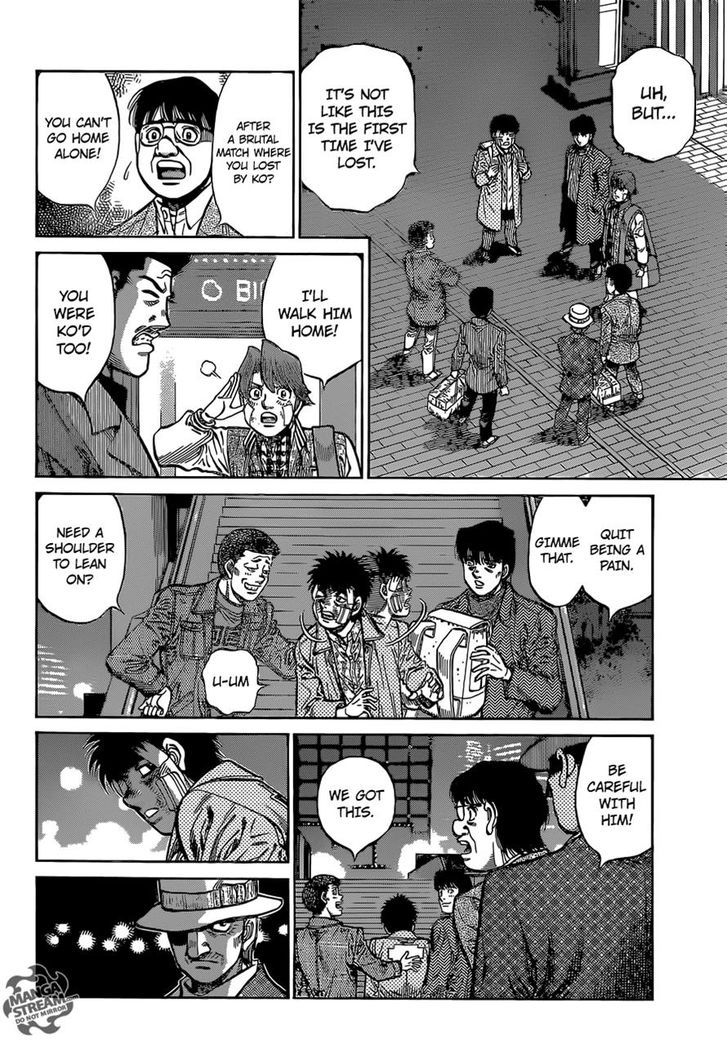 UH,
BUT...
IT'S NOT
LIKE THIS
IS THE FIRST
TIME I'VE
LOST.
AFTER
A BRUTAL
MATCH WHERE
YOU LOST
BY KO?
YOU CAN'T
GO HOME
ALONE!
I'LL
WALK HIM
HOME!
YOU
WERE
KO'D
TOO!
QUIT
BEING A
PAIN.
GIMME
THAT.
NEED A
SHOULDER
TO LEAN
ON?
U-UM
BE
CAREFUL
WITH
HIM!
WE GOT
THIS.
MANGA
STREAM.com
DO NOT MIRROR